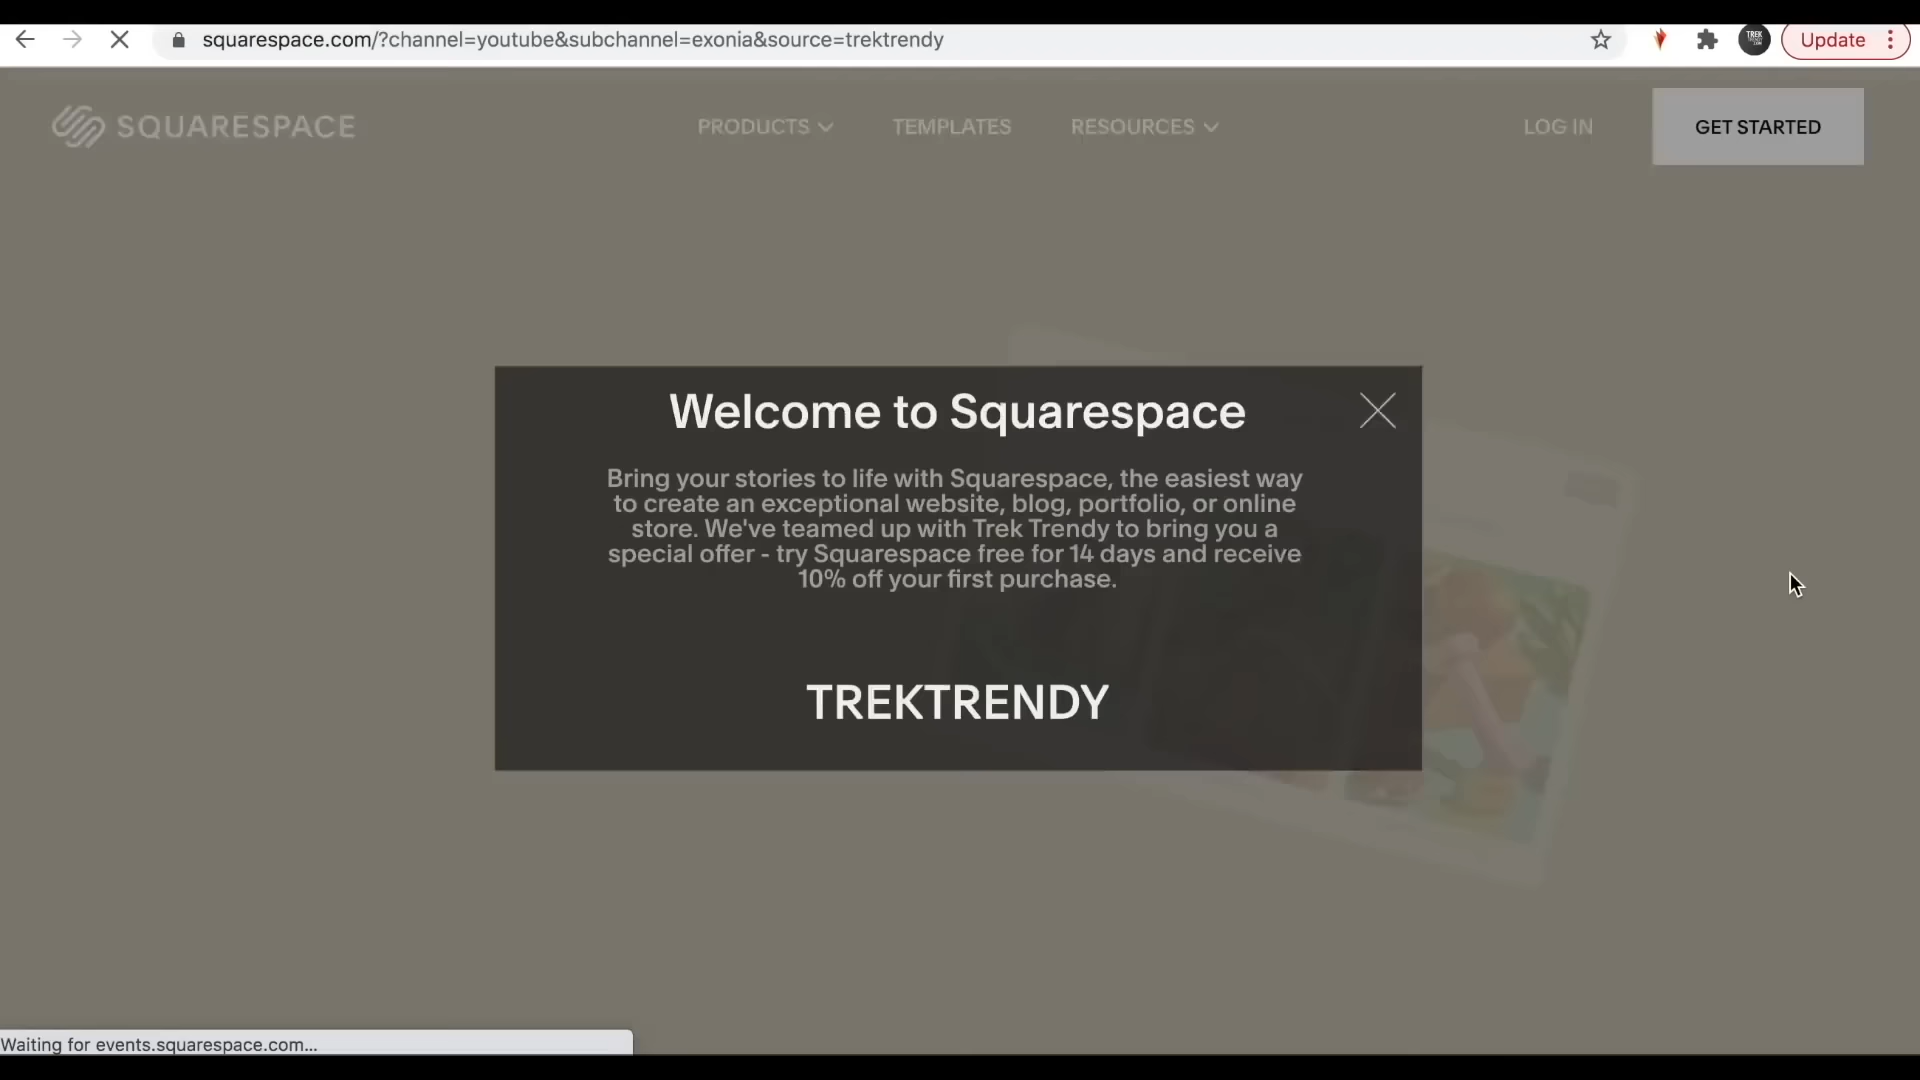 squarespace.com/?channel=youtube&subchannel=exonia&source=trektrendy
TREK
Update
SQUARESPACE
PRODUCTS
TEMPLATES
RESOURCES
LOG IN
GET STARTED
Welcome to Squarespace
Bring your stories to life with Squarespace, the easiest way
to create an exceptional website, blog, portfolio, or online
store. We've teamed up with Trek Trendy to bring you a
special offer - try Squarespace free for 14 days and receive
10% off your first purchase.
TREKTRENDY
Waiting for events.squarespace.com...